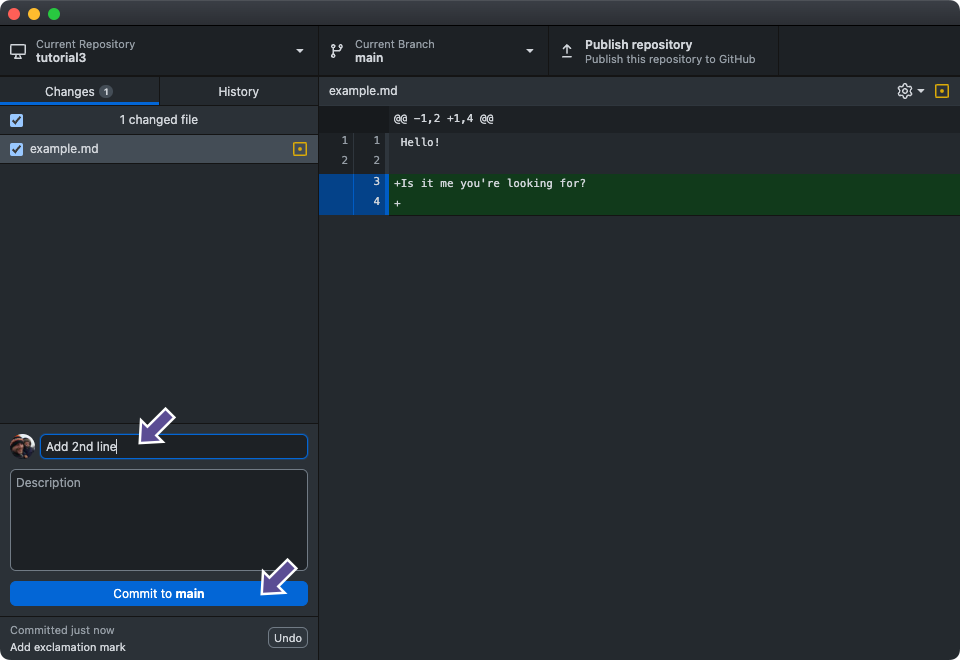 Current Repository
tutorial3
Current Branch
main
Publish repository
Publish this repository to GitHub
Changes 1
History
1 changed file
example.md
example.md
@@ -1,2 +1,4 @@
1 1 Hello!
2 2
3 +Is it me you're looking for?
4 +
Add 2nd line
Description
Commit to main
Committed just now
Add exclamation mark
Undo